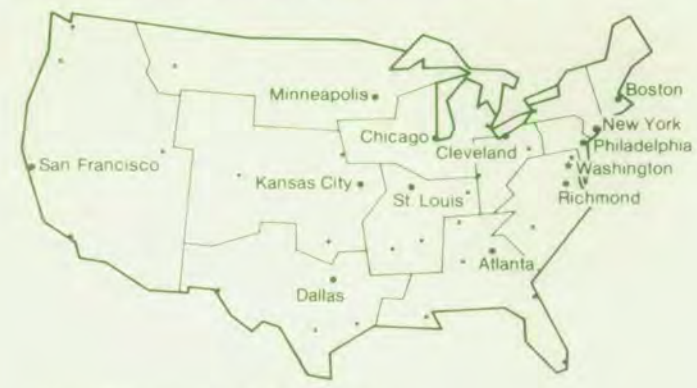 Minneapolis
Boston
Chicago
New York
Cleveland
Philadelphia
San Francisco
Washington
Kansas City
St. Louis
Richmond
Atlanta
Dallas